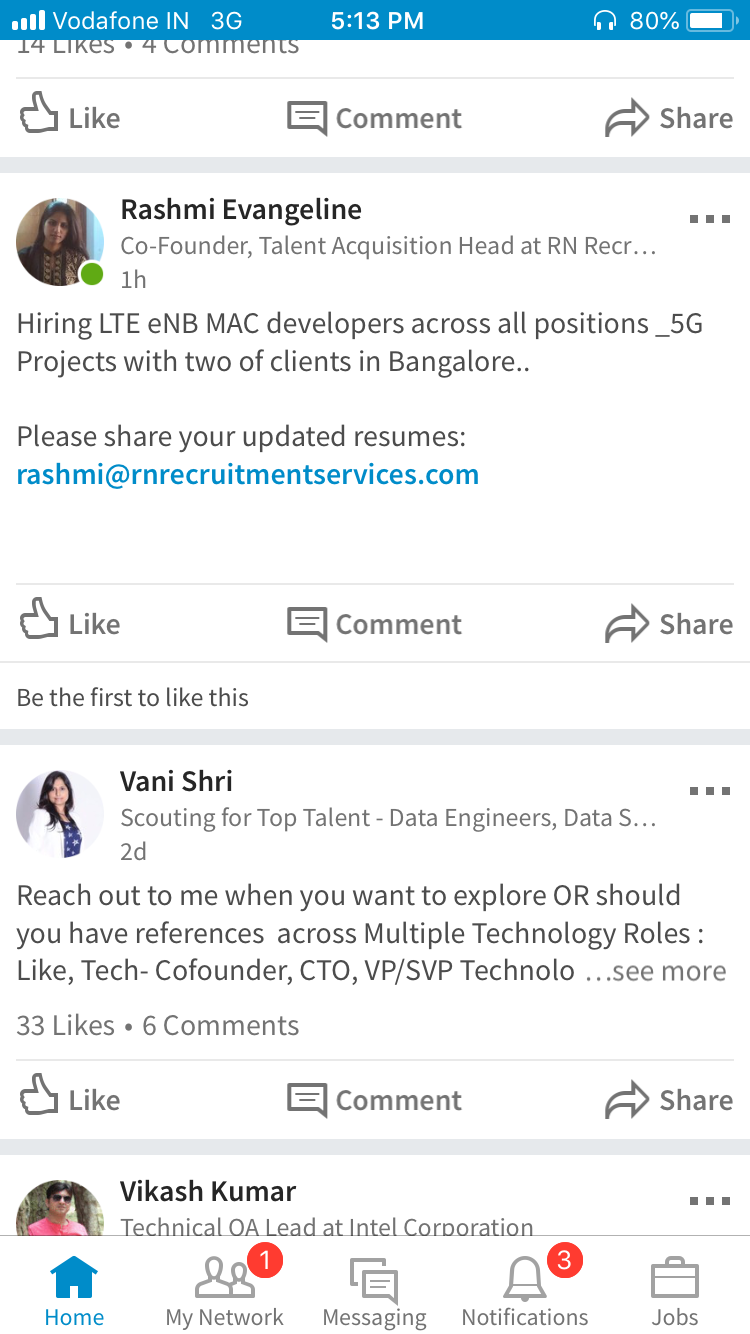 Vodafone IN 3G 5:13 PM 80%
14 Likes • 4 Comments
Like Comment Share
Rashmi Evangeline
Co-Founder, Talent Acquisition Head at RN Recr...
1h
Hiring LTE eNB MAC developers across all positions _5G
Projects with two of clients in Bangalore..
Please share your updated resumes:
rashmi@rnrecruitmentservices.com
Like Comment Share
Be the first to like this
Vani Shri
Scouting for Top Talent - Data Engineers, Data S...
2d
Reach out to me when you want to explore OR should
you have references  across Multiple Technology Roles :
Like, Tech- Cofounder, CTO, VP/SVP Technolo ...see more
33 Likes • 6 Comments
Like Comment Share
Vikash Kumar
Technical QA Lead at Intel Corporation
1 3
Home My Network Messaging Notifications Jobs